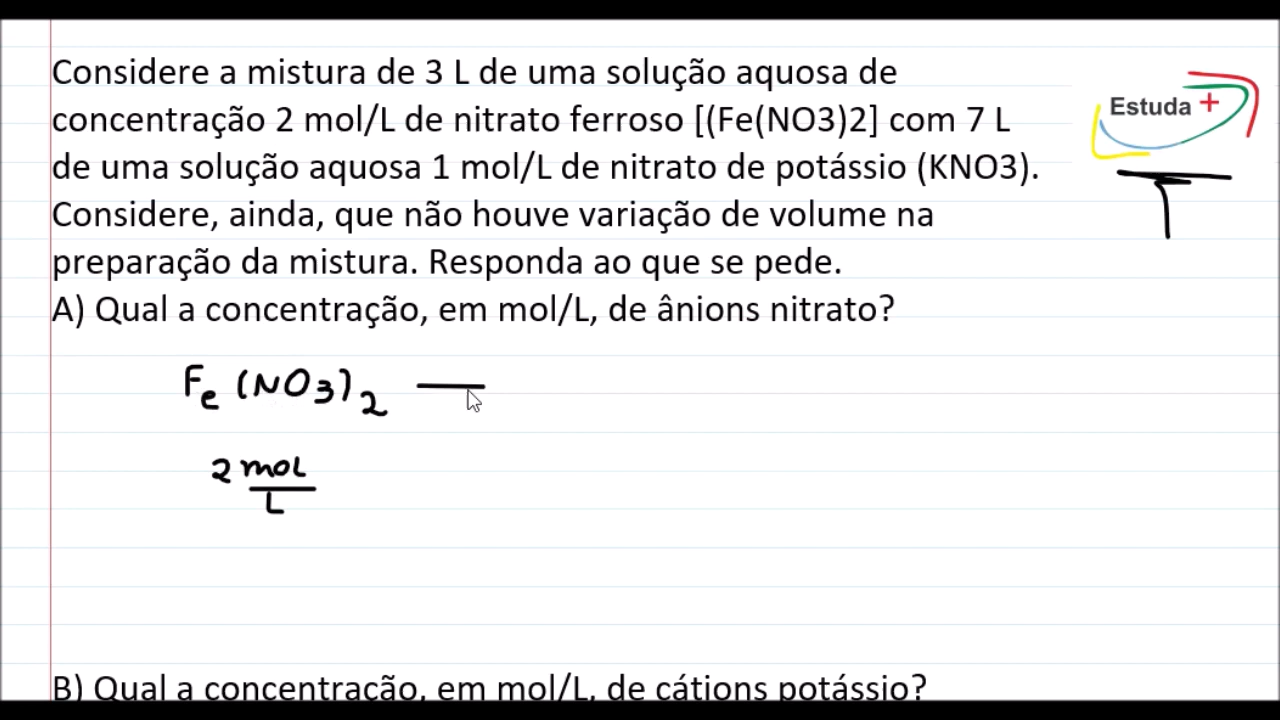 Considere a mistura de 3 L de uma solução aquosa de
concentração 2 mol/L de nitrato ferroso [(Fe(NO3)2] com 7 L
de uma solução aquosa 1 mol/L de nitrato de potássio (KNO3).
Considere, ainda, que não houve variação de volume na
preparação da mistura. Responda ao que se pede.
A) Qual a concentração, em mol/L, de ânions nitrato?
Estuda +
Fe (NO3)2 —
2 mol
L
B) Qual a concentração, em mol/L, de cátions potássio?